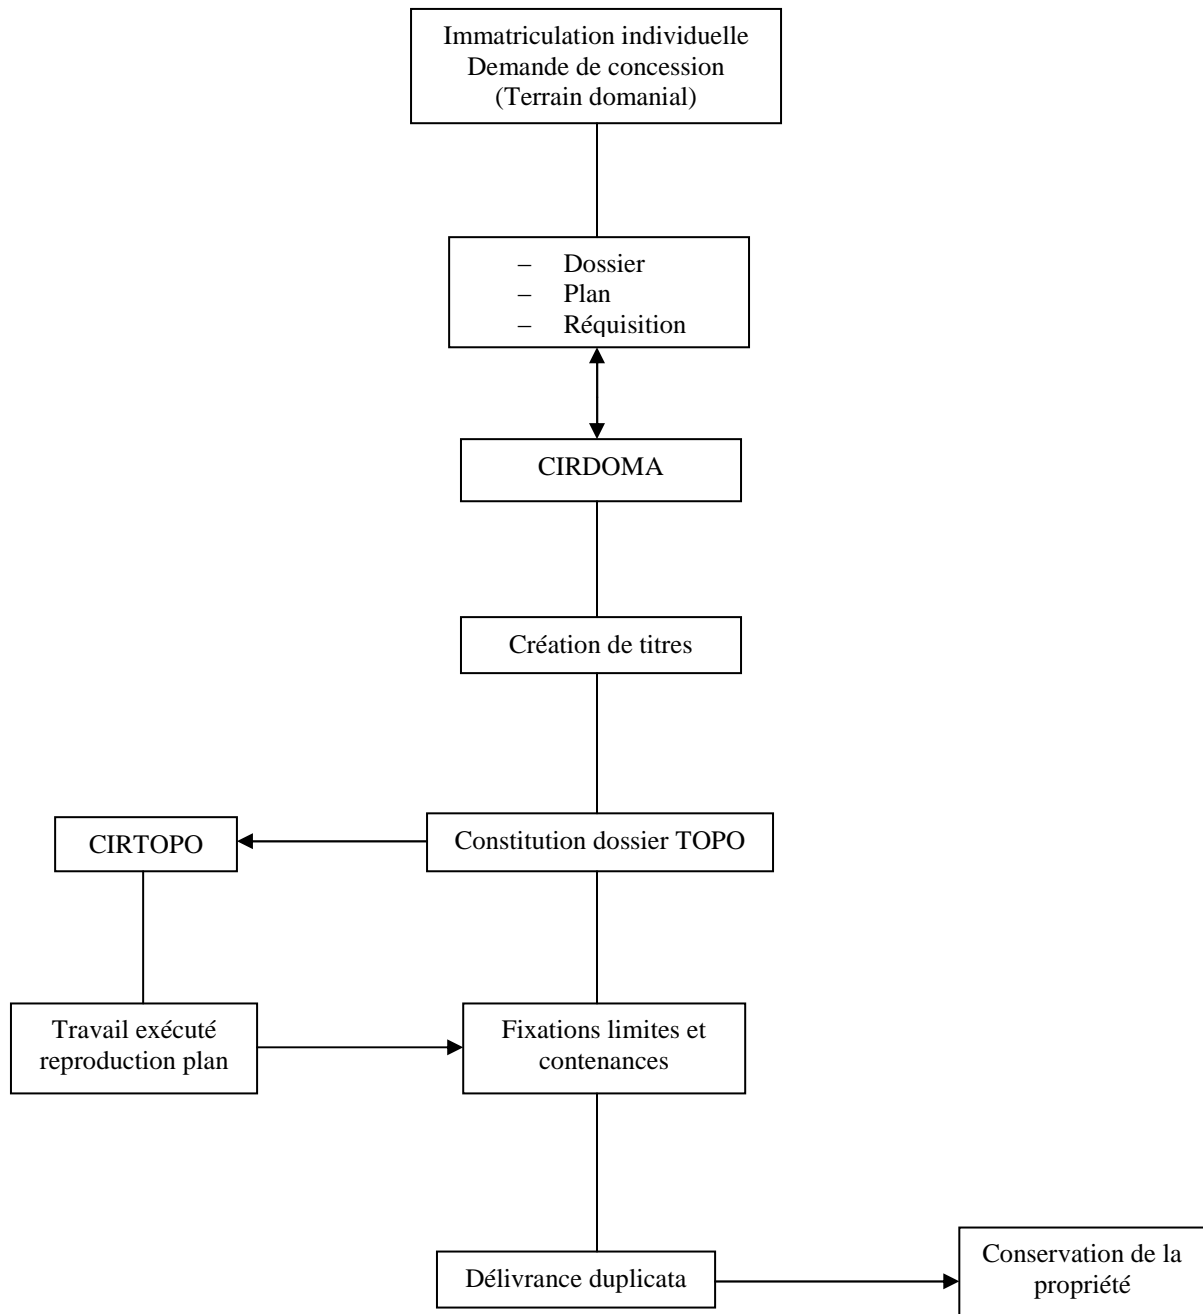 Immatriculation individuelle
Demande de concession
(Terrain domanial)
– Dossier
– Plan
– Réquisition
CIRDOMA
Création de titres
CIRTOPO
Constitution dossier TOPO
Travail exécuté
reproduction plan
Fixations limites et
contenances
Délivrance duplicata
Conservation de la
propriété